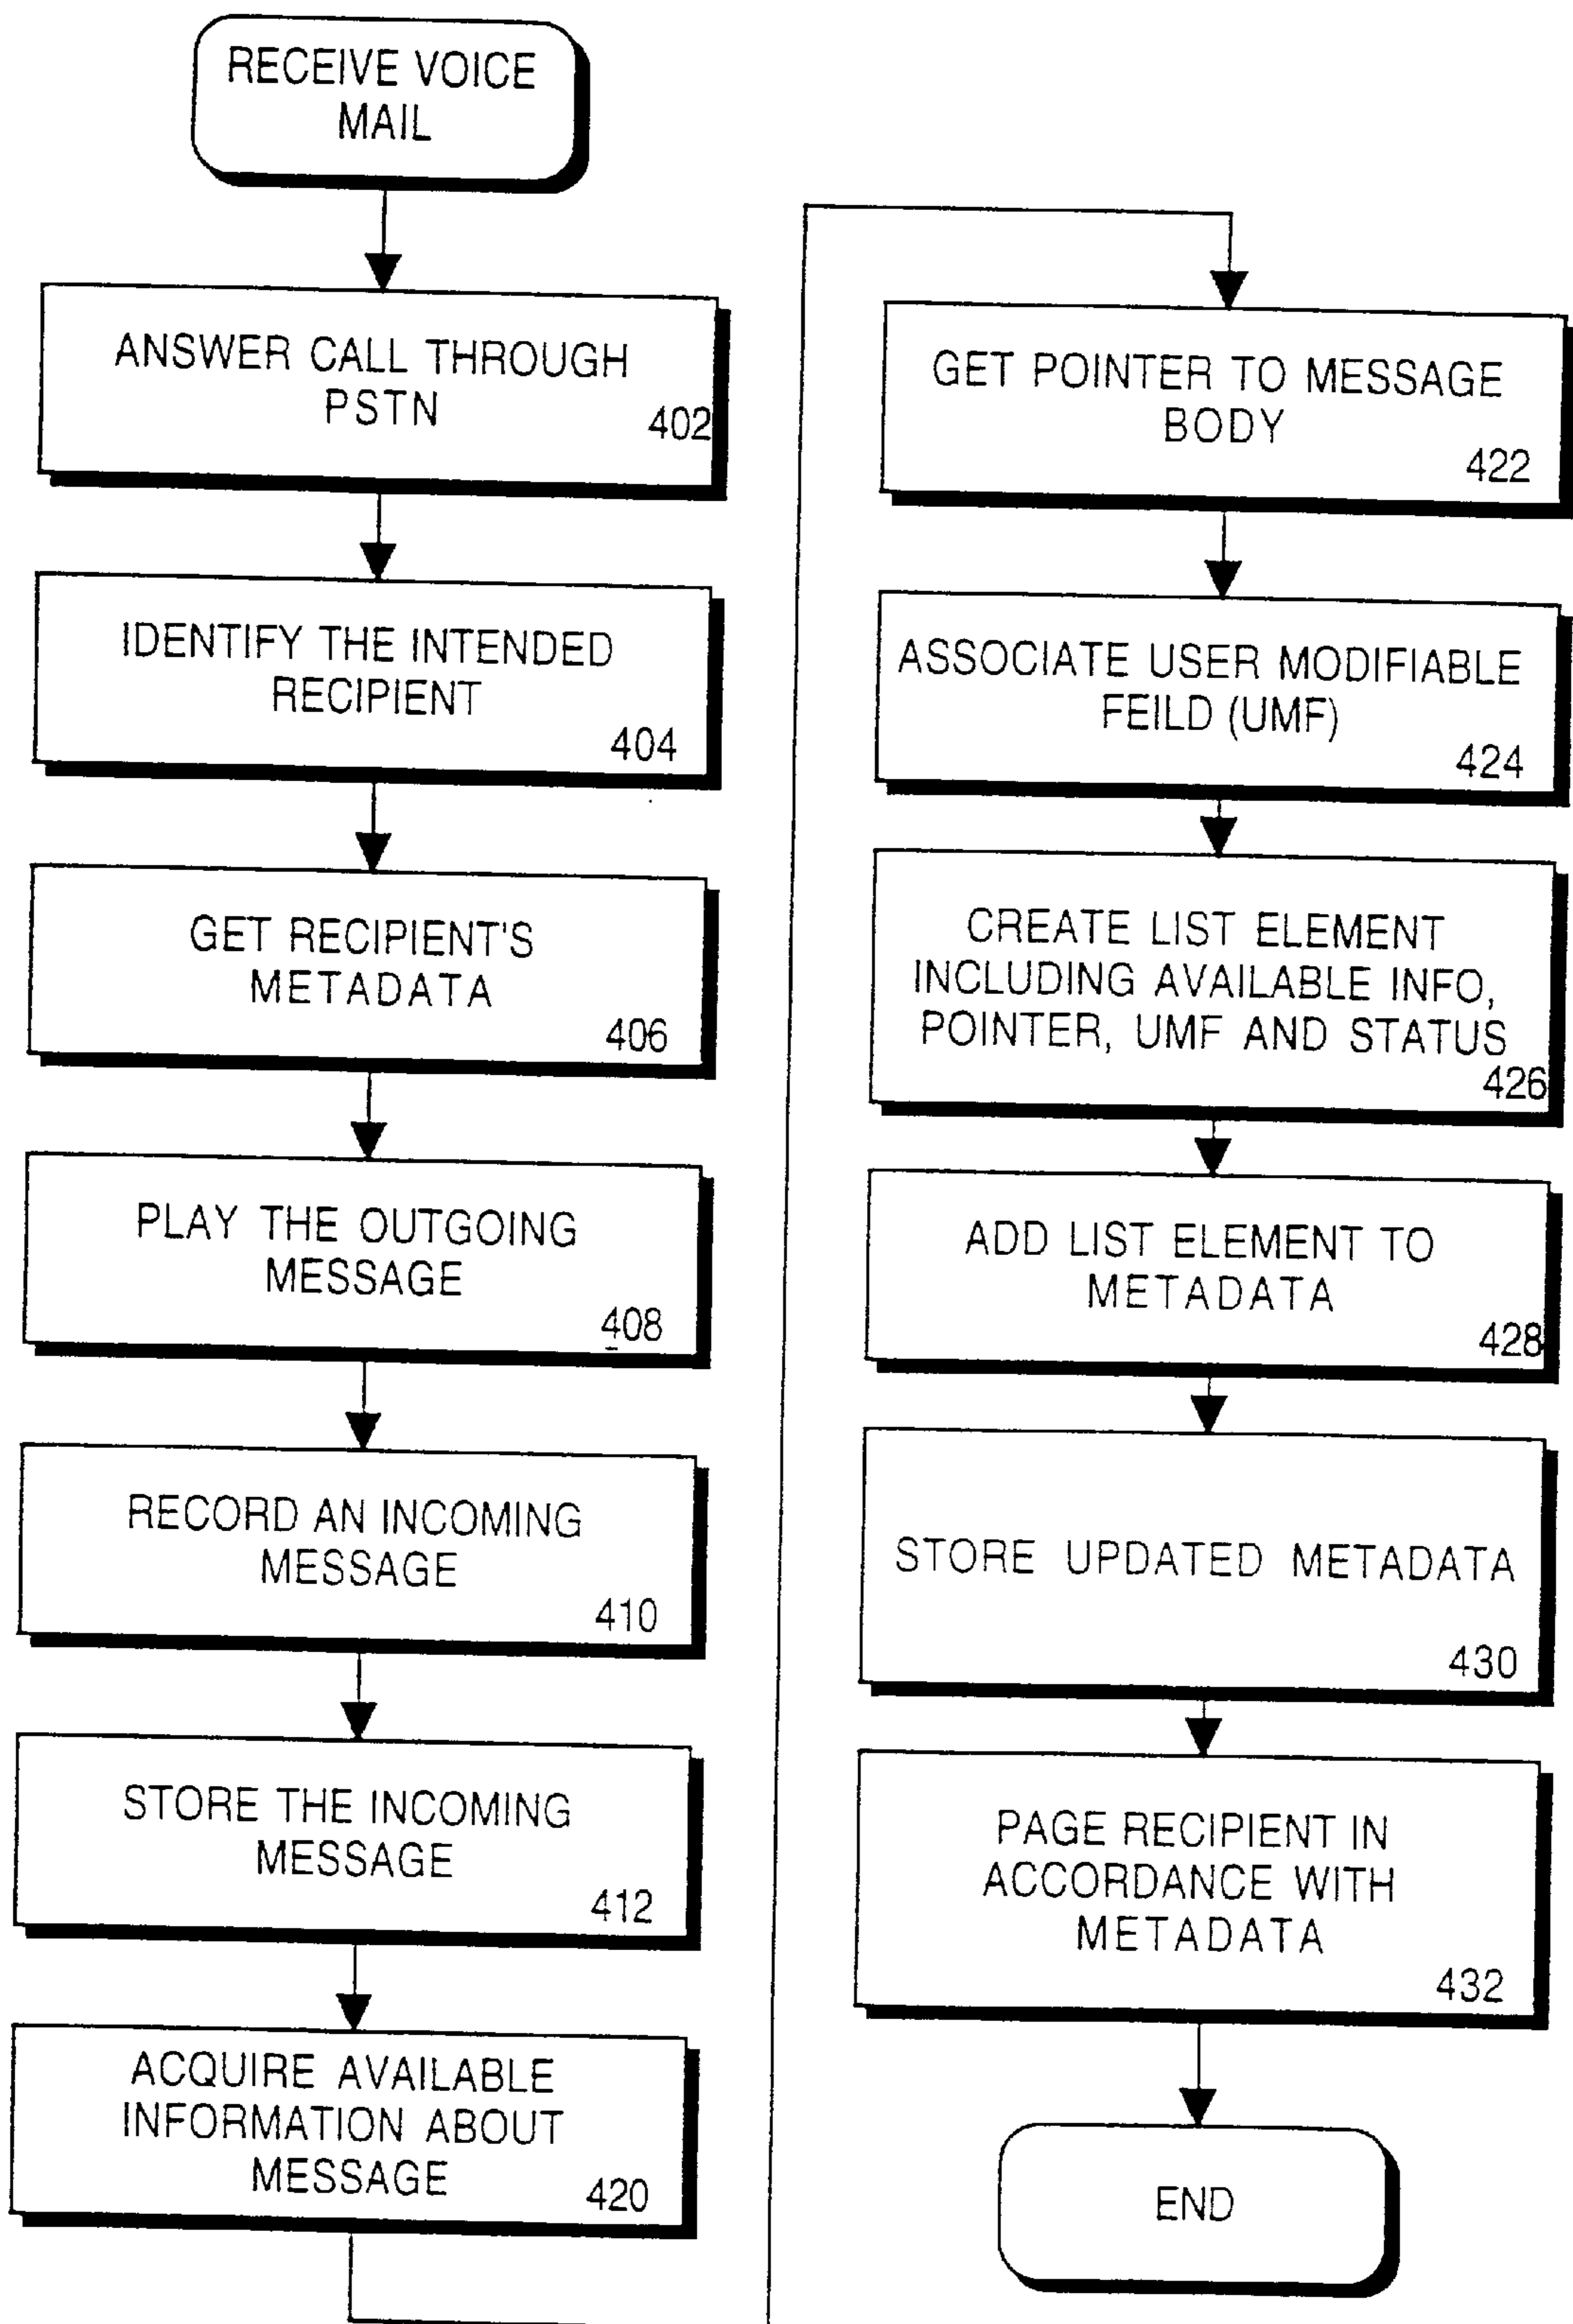 RECEIVE VOICE
MAIL
ANSWER CALL THROUGH
PSTN
402
IDENTIFY THE INTENDED
RECIPIENT
404
GET RECIPIENT'S
METADATA
406
PLAY THE OUTGOING
MESSAGE
408
RECORD AN INCOMING
MESSAGE
410
STORE THE INCOMING
MESSAGE
412
ACQUIRE AVAILABLE
INFORMATION ABOUT
MESSAGE
420
GET POINTER TO MESSAGE
BODY
422
ASSOCIATE USER MODIFIABLE
FEILD (UMF)
424
CREATE LIST ELEMENT
INCLUDING AVAILABLE INFO,
POINTER, UMF AND STATUS
426
ADD LIST ELEMENT TO
METADATA
428
STORE UPDATED METADATA
430
PAGE RECIPIENT IN
ACCORDANCE WITH
METADATA
432
END